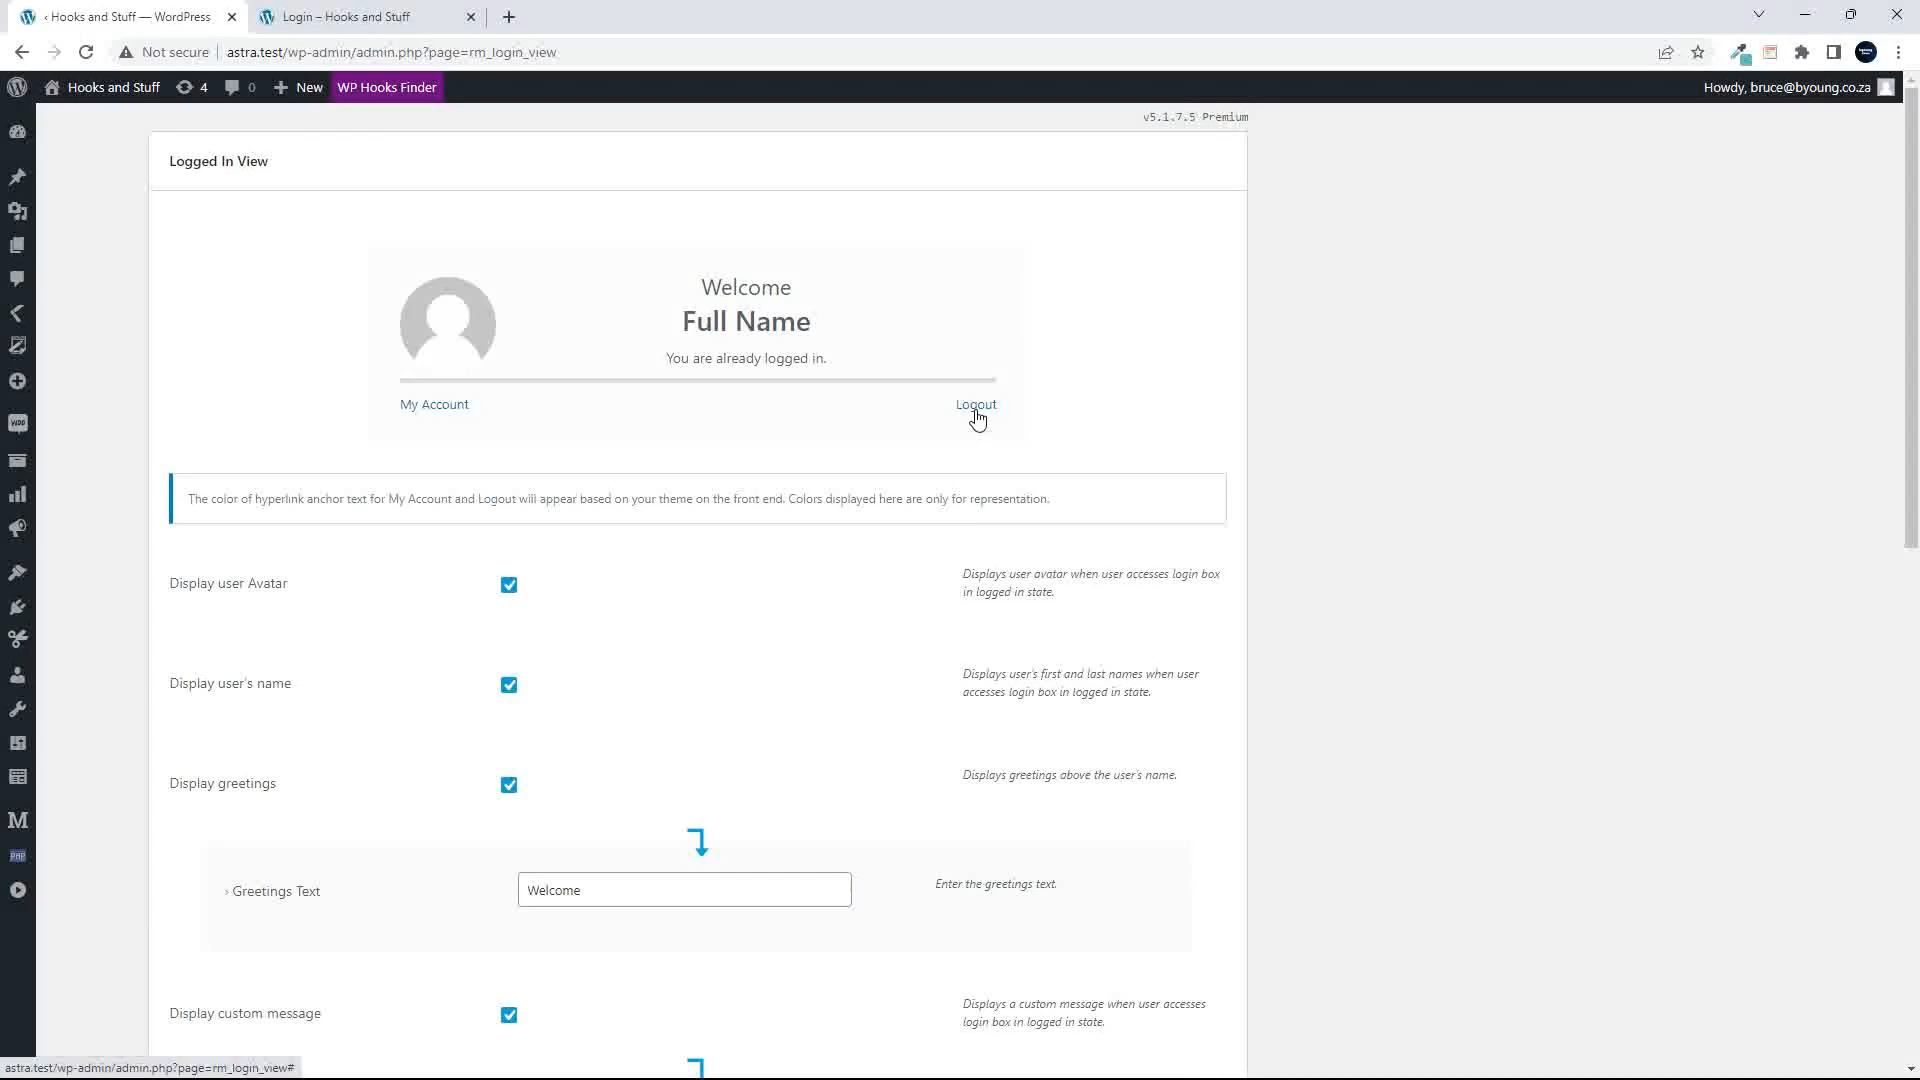 ‹ Hooks and Stuff — WordPress
Login – Hooks and Stuff
Not secure
astra.test/wp-admin/admin.php?page=rm_login_view
Hooks and Stuff
4
0
New
WP Hooks Finder
Howdy, bruce@byoung.co.za
v5.1.7.5 Premium
Logged In View
Welcome
Full Name
You are already logged in.
My Account
Logout
The color of hyperlink anchor text for My Account and Logout will appear based on your theme on the front end. Colors displayed here are only for representation.
Display user Avatar
Displays user avatar when user accesses login box
in logged in state.
Display user's name
Displays user's first and last names when user
accesses login box in logged in state.
Display greetings
Displays greetings above the user's name.
› Greetings Text
Welcome
Enter the greetings text.
Display custom message
Displays a custom message when user accesses
login box in logged in state.
woo
M
PHP
astra.test/wp-admin/admin.php?page=rm_login_view#